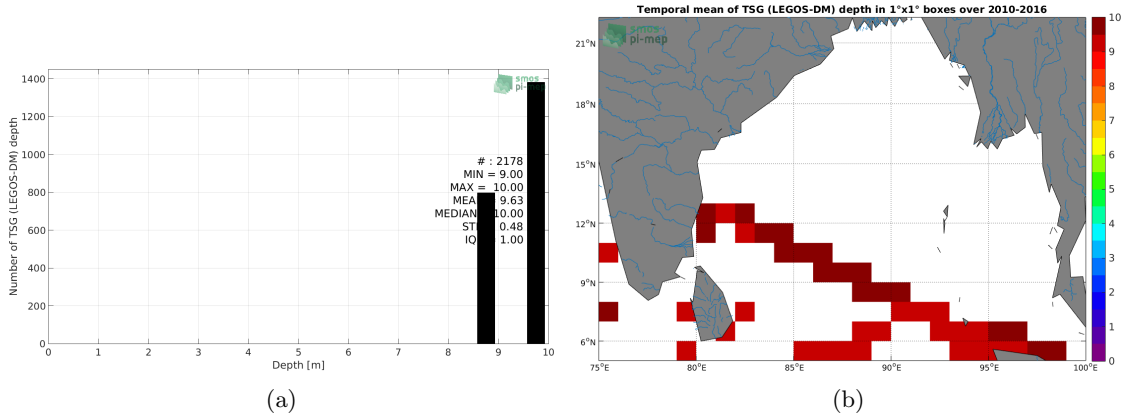 Temporal mean of TSG (LEGOS-DM) depth in 1°x1° boxes over 2010-2016
smos
pi-mep
1400
1200
1000
800
600
400
200
0
Number of TSG (LEGOS-DM) depth
# : 2178
MIN = 9.00
MAX = 10.00
9.63
10.00
0.48
1.00
0 1 2 3 4 5 6 7 8 9 10
Depth [m]
(a)
smos
pi-mep
21°N
18°N
15°N
12°N
9°N
6°N
75°E 80°E 85°E 90°E 95°E 100°E
10
9
8
7
6
5
4
3
2
1
0
(b)